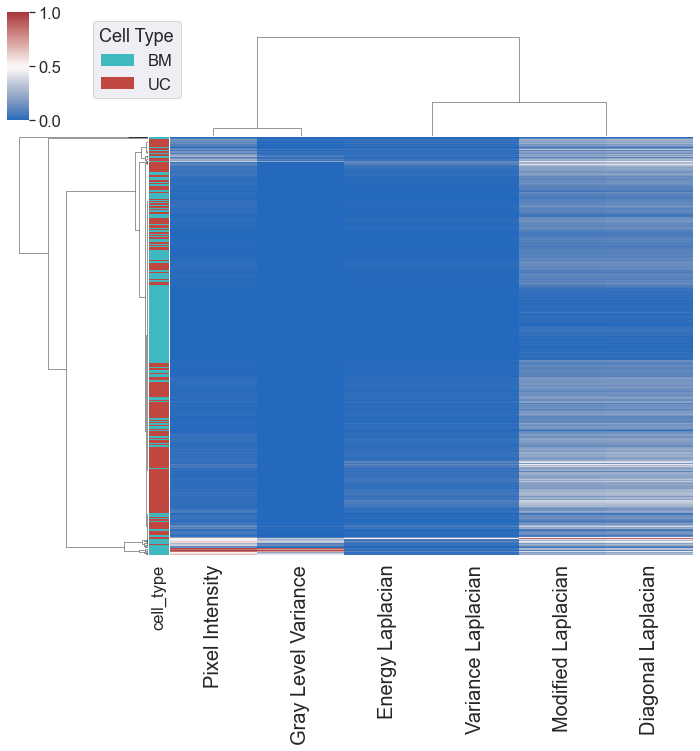 1.0
0.5
0.0
Cell Type
BM
UC
cell_type
Pixel Intensity
Gray Level Variance
Energy Laplacian
Variance Laplacian
Modified Laplacian
Diagonal Laplacian